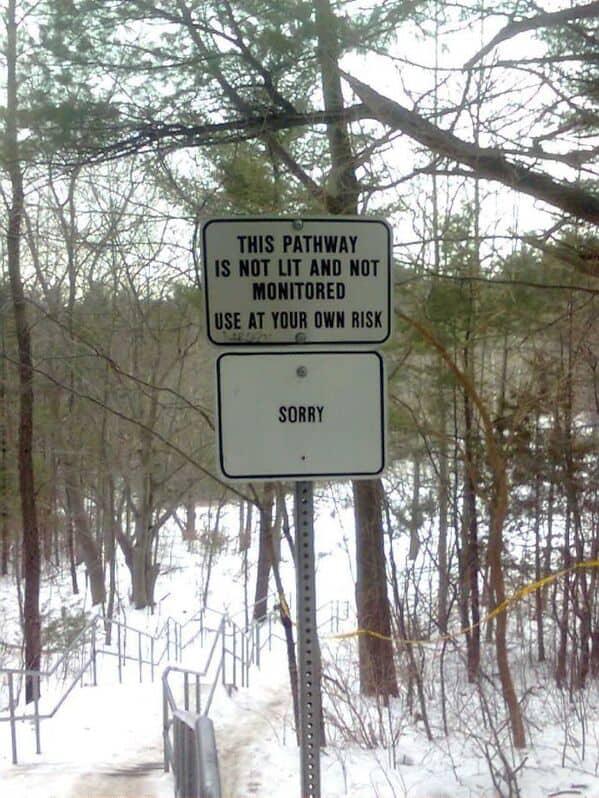 THIS PATHWAY
IS NOT LIT AND NOT
MONITORED
USE AT YOUR OWN RISK
SORRY